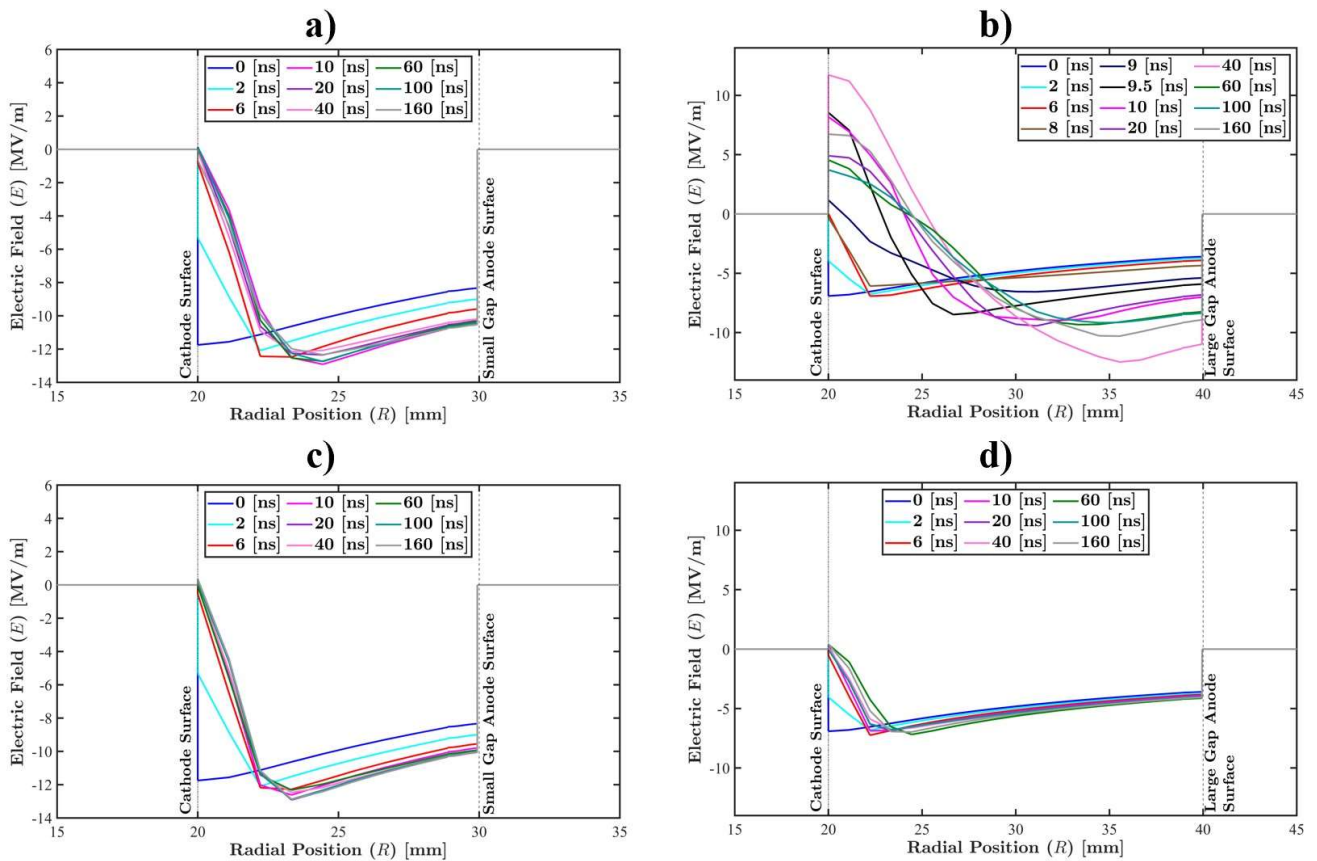 a)
0 [ns] 10 [ns] 60 [ns]
2 [ns] 20 [ns] 100 [ns]
6 [ns] 40 [ns] 160 [ns]
6
4
2
0
-2
-4
-6
-8
-10
-12
-14
Electric Field (E) [MV/m]
Cathode Surface
Small Gap Anode Surface
15 20 25 30 35
Radial Position (R) [mm]
b)
0 [ns] 9 [ns] 40 [ns]
2 [ns] 9.5 [ns] 60 [ns]
6 [ns] 10 [ns] 100 [ns]
8 [ns] 20 [ns] 160 [ns]
10
5
0
-5
-10
Electric Field (E) [MV/m]
Cathode Surface
Large Gap Anode
Surface
15 20 25 30 35 40 45
Radial Position (R) [mm]
c)
0 [ns] 10 [ns] 60 [ns]
2 [ns] 20 [ns] 100 [ns]
6 [ns] 40 [ns] 160 [ns]
6
4
2
0
-2
-4
-6
-8
-10
-12
-14
Electric Field (E) [MV/m]
Cathode Surface
Small Gap Anode Surface
15 20 25 30 35
Radial Position (R) [mm]
d)
0 [ns] 10 [ns] 60 [ns]
2 [ns] 20 [ns] 100 [ns]
6 [ns] 40 [ns] 160 [ns]
10
5
0
-5
-10
Electric Field (E) [MV/m]
Cathode Surface
Large Gap Anode
Surface
15 20 25 30 35 40 45
Radial Position (R) [mm]